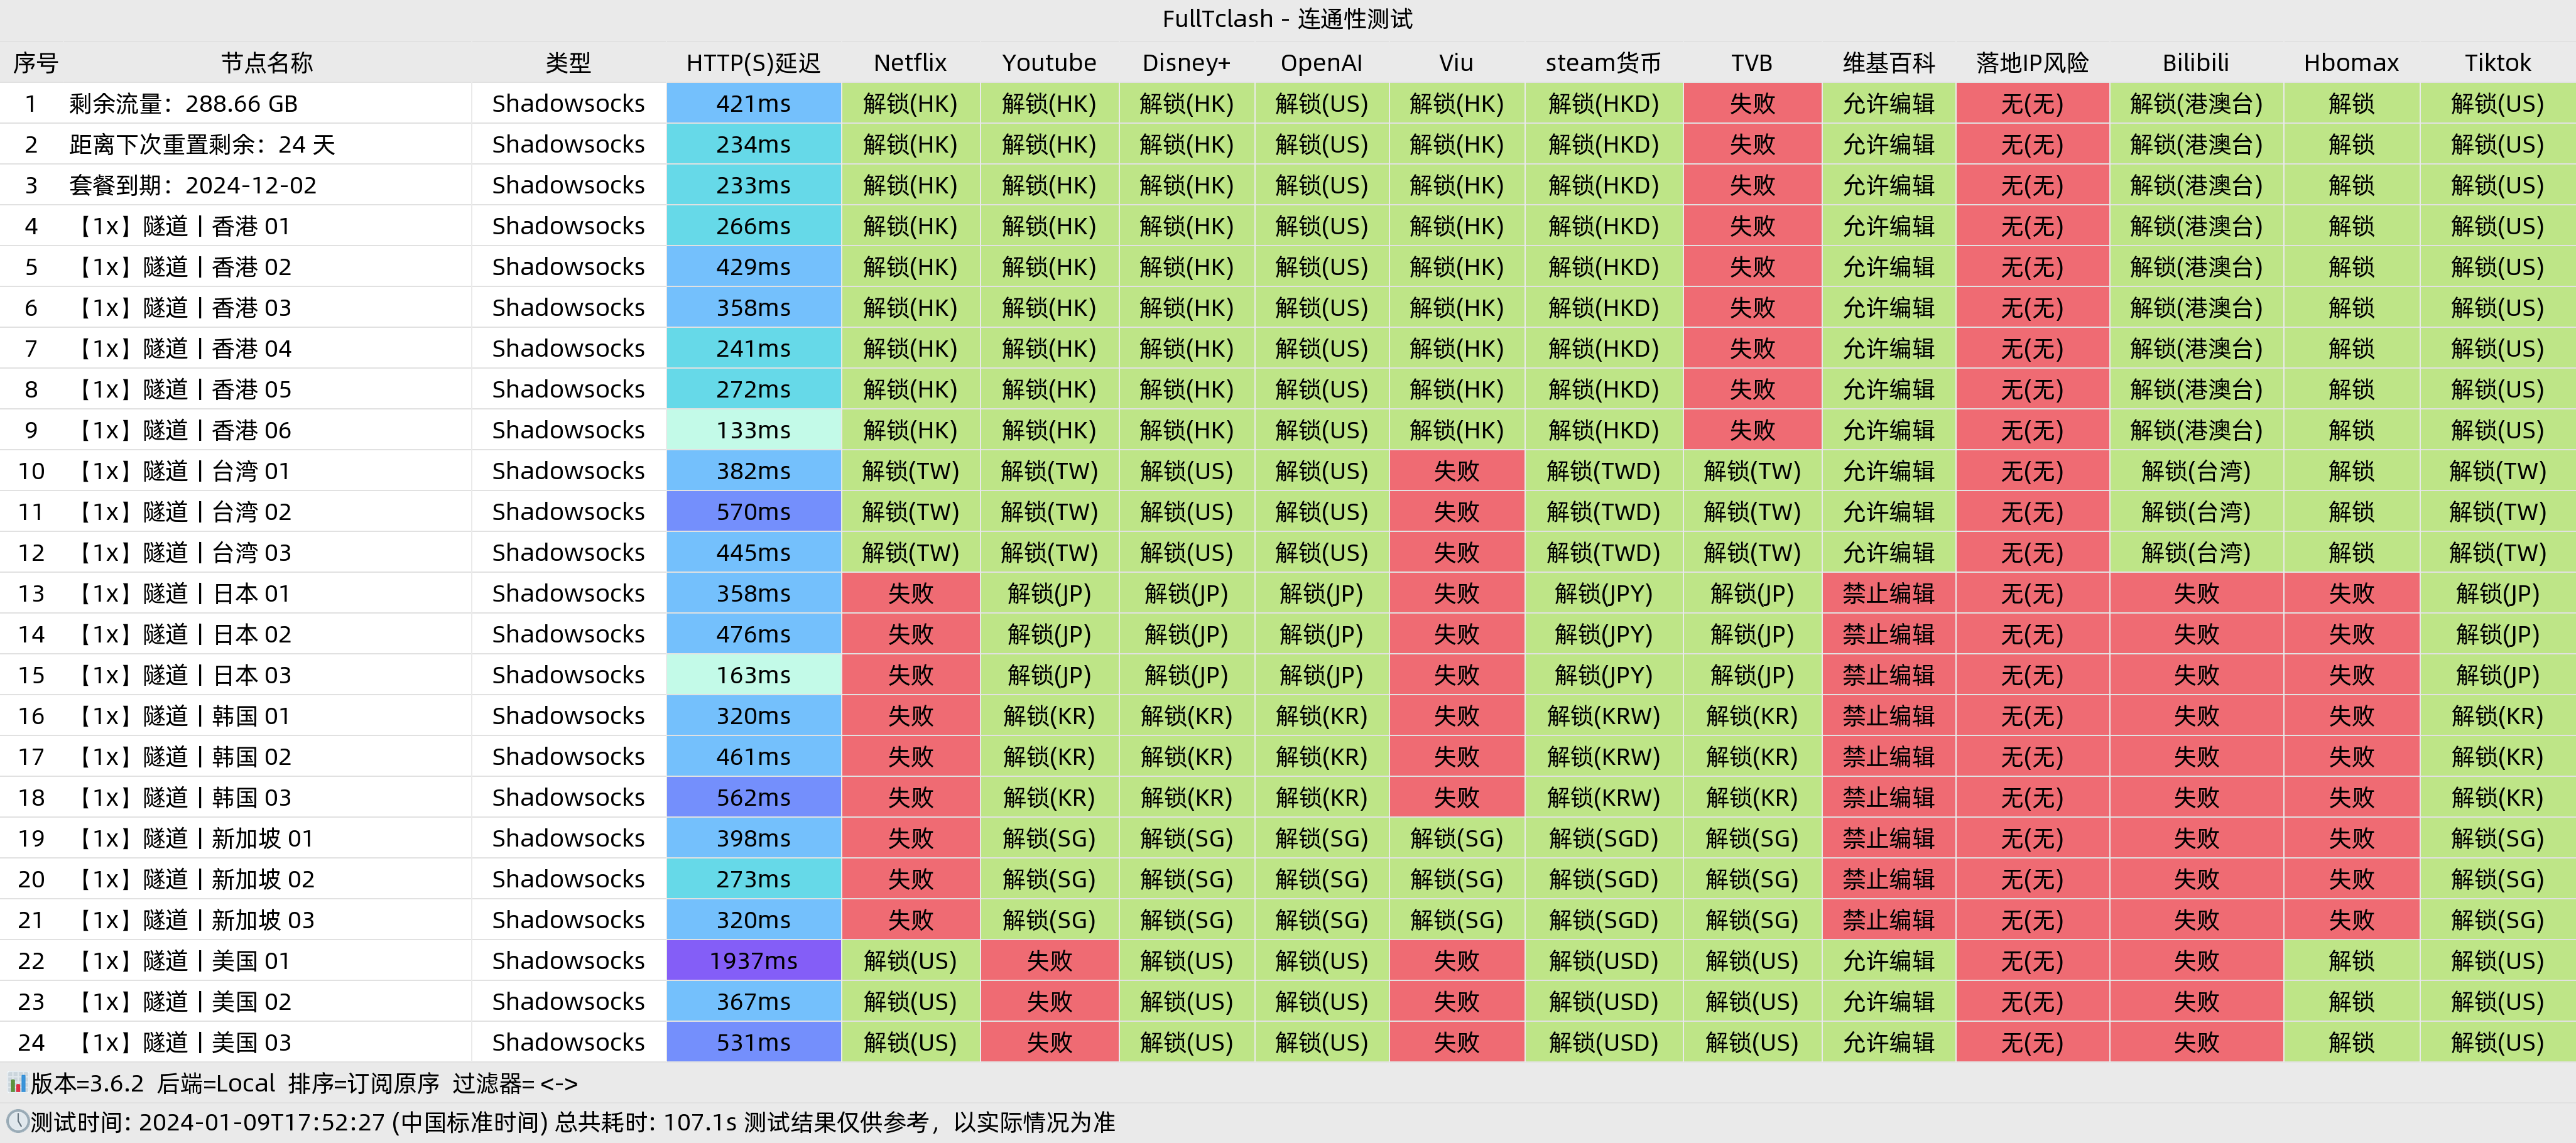 FullTclash - 连通性测试
序号 节点名称 类型 HTTP(S)延迟 Netflix Youtube Disney+ OpenAI Viu steam货币 TVB 维基百科 落地IP风险 Bilibili Hbomax Tiktok
1 剩余流量：288.66 GB Shadowsocks 421ms 解锁(HK) 解锁(HK) 解锁(HK) 解锁(US) 解锁(HK) 解锁(HKD) 失败 允许编辑 无(无) 解锁(港澳台) 解锁 解锁(US)
2 距离下次重置剩余：24 天 Shadowsocks 234ms 解锁(HK) 解锁(HK) 解锁(HK) 解锁(US) 解锁(HK) 解锁(HKD) 失败 允许编辑 无(无) 解锁(港澳台) 解锁 解锁(US)
3 套餐到期：2024-12-02 Shadowsocks 233ms 解锁(HK) 解锁(HK) 解锁(HK) 解锁(US) 解锁(HK) 解锁(HKD) 失败 允许编辑 无(无) 解锁(港澳台) 解锁 解锁(US)
4 【1x】隧道丨香港 01 Shadowsocks 266ms 解锁(HK) 解锁(HK) 解锁(HK) 解锁(US) 解锁(HK) 解锁(HKD) 失败 允许编辑 无(无) 解锁(港澳台) 解锁 解锁(US)
5 【1x】隧道丨香港 02 Shadowsocks 429ms 解锁(HK) 解锁(HK) 解锁(HK) 解锁(US) 解锁(HK) 解锁(HKD) 失败 允许编辑 无(无) 解锁(港澳台) 解锁 解锁(US)
6 【1x】隧道丨香港 03 Shadowsocks 358ms 解锁(HK) 解锁(HK) 解锁(HK) 解锁(US) 解锁(HK) 解锁(HKD) 失败 允许编辑 无(无) 解锁(港澳台) 解锁 解锁(US)
7 【1x】隧道丨香港 04 Shadowsocks 241ms 解锁(HK) 解锁(HK) 解锁(HK) 解锁(US) 解锁(HK) 解锁(HKD) 失败 允许编辑 无(无) 解锁(港澳台) 解锁 解锁(US)
8 【1x】隧道丨香港 05 Shadowsocks 272ms 解锁(HK) 解锁(HK) 解锁(HK) 解锁(US) 解锁(HK) 解锁(HKD) 失败 允许编辑 无(无) 解锁(港澳台) 解锁 解锁(US)
9 【1x】隧道丨香港 06 Shadowsocks 133ms 解锁(HK) 解锁(HK) 解锁(HK) 解锁(US) 解锁(HK) 解锁(HKD) 失败 允许编辑 无(无) 解锁(港澳台) 解锁 解锁(US)
10 【1x】隧道丨台湾 01 Shadowsocks 382ms 解锁(TW) 解锁(TW) 解锁(US) 解锁(US) 失败 解锁(TWD) 解锁(TW) 允许编辑 无(无) 解锁(台湾) 解锁 解锁(TW)
11 【1x】隧道丨台湾 02 Shadowsocks 570ms 解锁(TW) 解锁(TW) 解锁(US) 解锁(US) 失败 解锁(TWD) 解锁(TW) 允许编辑 无(无) 解锁(台湾) 解锁 解锁(TW)
12 【1x】隧道丨台湾 03 Shadowsocks 445ms 解锁(TW) 解锁(TW) 解锁(US) 解锁(US) 失败 解锁(TWD) 解锁(TW) 允许编辑 无(无) 解锁(台湾) 解锁 解锁(TW)
13 【1x】隧道丨日本 01 Shadowsocks 358ms 失败 解锁(JP) 解锁(JP) 解锁(JP) 失败 解锁(JPY) 解锁(JP) 禁止编辑 无(无) 失败 失败 解锁(JP)
14 【1x】隧道丨日本 02 Shadowsocks 476ms 失败 解锁(JP) 解锁(JP) 解锁(JP) 失败 解锁(JPY) 解锁(JP) 禁止编辑 无(无) 失败 失败 解锁(JP)
15 【1x】隧道丨日本 03 Shadowsocks 163ms 失败 解锁(JP) 解锁(JP) 解锁(JP) 失败 解锁(JPY) 解锁(JP) 禁止编辑 无(无) 失败 失败 解锁(JP)
16 【1x】隧道丨韩国 01 Shadowsocks 320ms 失败 解锁(KR) 解锁(KR) 解锁(KR) 失败 解锁(KRW) 解锁(KR) 禁止编辑 无(无) 失败 失败 解锁(KR)
17 【1x】隧道丨韩国 02 Shadowsocks 461ms 失败 解锁(KR) 解锁(KR) 解锁(KR) 失败 解锁(KRW) 解锁(KR) 禁止编辑 无(无) 失败 失败 解锁(KR)
18 【1x】隧道丨韩国 03 Shadowsocks 562ms 失败 解锁(KR) 解锁(KR) 解锁(KR) 失败 解锁(KRW) 解锁(KR) 禁止编辑 无(无) 失败 失败 解锁(KR)
19 【1x】隧道丨新加坡 01 Shadowsocks 398ms 失败 解锁(SG) 解锁(SG) 解锁(SG) 解锁(SG) 解锁(SGD) 解锁(SG) 禁止编辑 无(无) 失败 失败 解锁(SG)
20 【1x】隧道丨新加坡 02 Shadowsocks 273ms 失败 解锁(SG) 解锁(SG) 解锁(SG) 解锁(SG) 解锁(SGD) 解锁(SG) 禁止编辑 无(无) 失败 失败 解锁(SG)
21 【1x】隧道丨新加坡 03 Shadowsocks 320ms 失败 解锁(SG) 解锁(SG) 解锁(SG) 解锁(SG) 解锁(SGD) 解锁(SG) 禁止编辑 无(无) 失败 失败 解锁(SG)
22 【1x】隧道丨美国 01 Shadowsocks 1937ms 解锁(US) 失败 解锁(US) 解锁(US) 失败 解锁(USD) 解锁(US) 允许编辑 无(无) 失败 解锁 解锁(US)
23 【1x】隧道丨美国 02 Shadowsocks 367ms 解锁(US) 失败 解锁(US) 解锁(US) 失败 解锁(USD) 解锁(US) 允许编辑 无(无) 失败 解锁 解锁(US)
24 【1x】隧道丨美国 03 Shadowsocks 531ms 解锁(US) 失败 解锁(US) 解锁(US) 失败 解锁(USD) 解锁(US) 允许编辑 无(无) 失败 解锁 解锁(US)
版本=3.6.2 后端=Local 排序=订阅原序 过滤器= <->
测试时间: 2024-01-09T17:52:27 (中国标准时间) 总共耗时: 107.1s 测试结果仅供参考，以实际情况为准